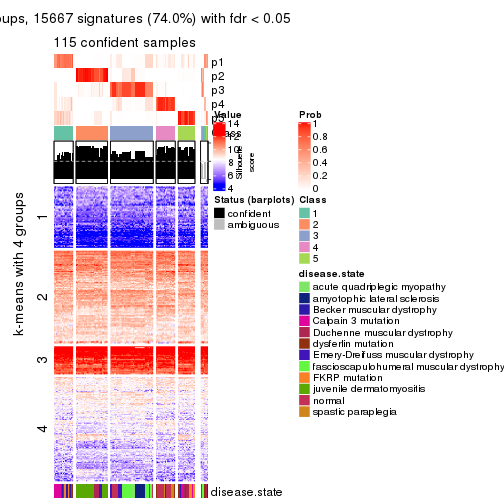 oups, 15667 signatures (74.0%) with fdr < 0.05
115 confident samples
p1
p2
p3
p4
p5
Class
k-means with 4 groups
1
2
3
4
disease.state
Value
14
12
10
8
6
4
Silhouette
score
Status (barplots)
confident
ambiguous
Prob
1
0.8
0.6
0.4
0.2
0
Class
1
2
3
4
5
disease.state
acute quadriplegic myopathy
amyotophic lateral sclerosis
Becker muscular dystrophy
Calpain 3 mutation
Duchenne muscular dystrophy
dysferlin mutation
Emery-Dreifuss muscular dystrophy
fascioscapulohumeral muscular dystrophy
FKRP mutation
juvenile dermatomyositis
normal
spastic paraplegia